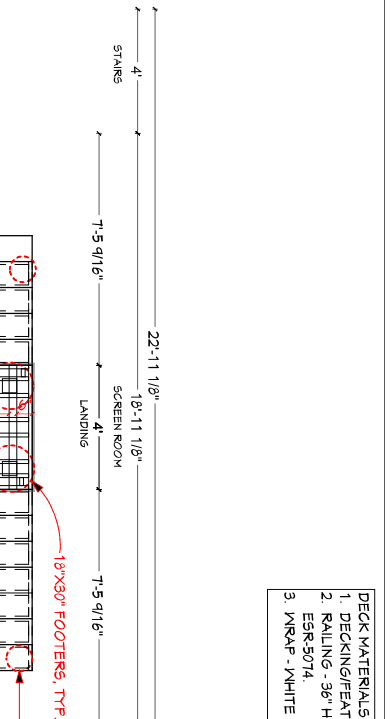 STAIRS
4'
22'-11 1/8"
18'-11 1/8"
SCREEN ROOM
7'-5 9/16"
4'
LANDING
7'-5 9/16"
18"X30" FOOTERS, TYP.
DECK MATERIALS
1. DECKING/FEAT
2. RAILING - 36" H
ESR-5074.
3. WRAP - WHITE